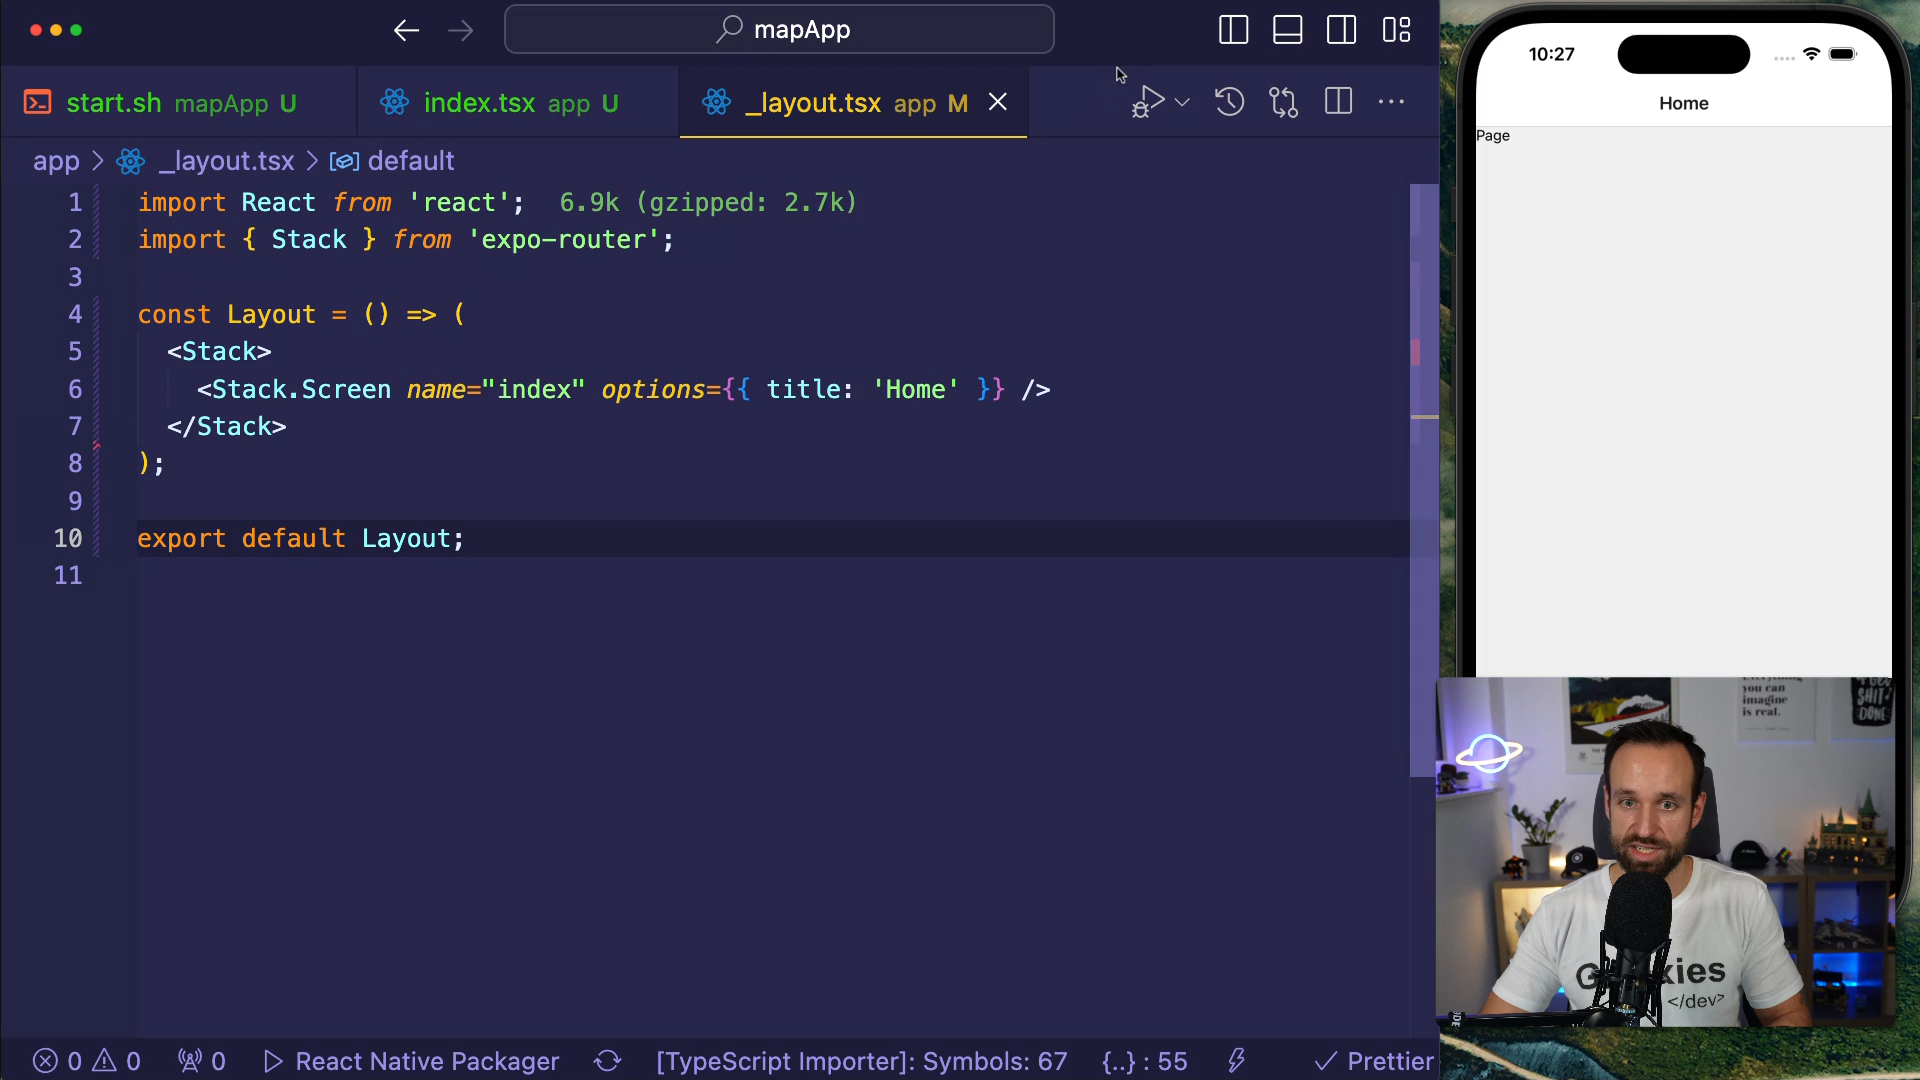 mapApp
start.sh mapApp U
index.tsx app U
_layout.tsx app M
app > _layout.tsx > default
1 import React from 'react'; 6.9k (gzipped: 2.7k)
2 import { Stack } from 'expo-router';
3
4 const Layout = () => (
5 <Stack>
6 <Stack.Screen name="index" options={{ title: 'Home' }} />
7 </Stack>
8 );
9
10 export default Layout;
11
0 0 0 React Native Packager [TypeScript Importer]: Symbols: 67 {..} : 55 Prettier
10:27
Home
Page
you can
imagine
is real.
SHIT
DONE
</dev>